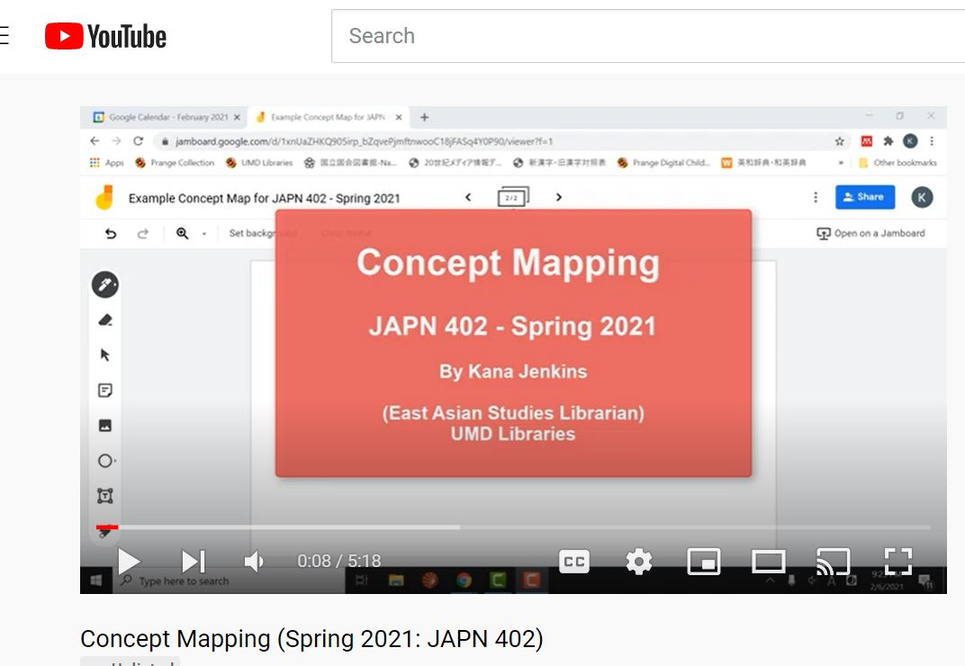 YouTube
Search
Google Calendar - February 2021
Example Concept Map for JAPN
jamboard.google.com/d/1xnUaZHKQ905irp_bZqvePjmftnwooC18jFASq4Y0P90/viewer?f=1
Apps Prange Collection UMD Libraries 国立国会図書館-Na... 20世紀メディア情報デ... 新漢字・旧漢字対照表 Prange Digital Child... 英和辞典・和英辞典 » Other bookmarks
Example Concept Map for JAPN 402 - Spring 2021
2/2
Share
K
Set backgr
Open on a Jamboard
Concept Mapping
JAPN 402 - Spring 2021
By Kana Jenkins
(East Asian Studies Librarian)
UMD Libraries
0:08 / 5:18
CC
Type here to search
2/6/2021
Concept Mapping (Spring 2021: JAPN 402)
Unlisted